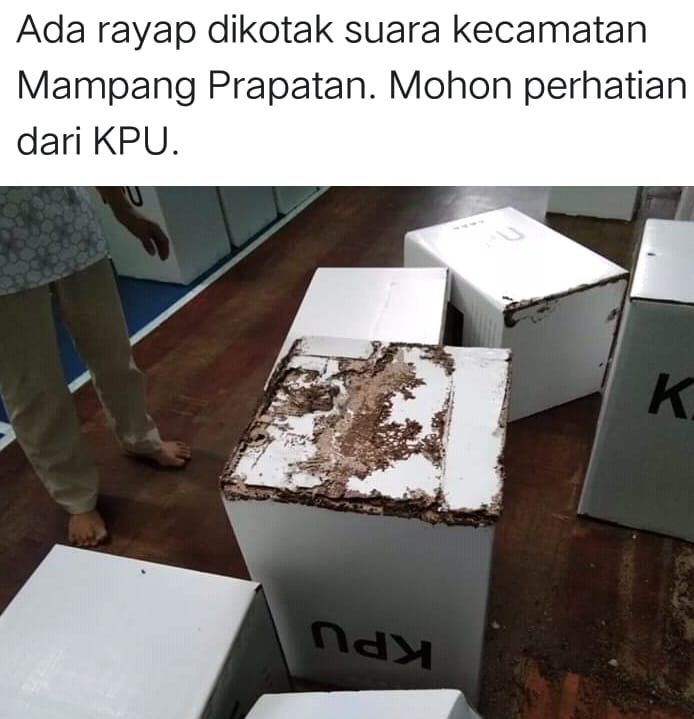 Ada rayap dikotak suara kecamatan
Mampang Prapatan. Mohon perhatian
dari KPU.
U
K
KPU